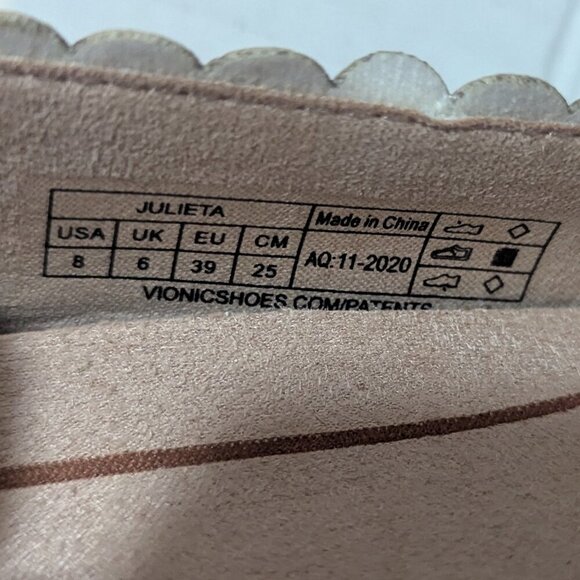 JULIETA Made in China
USA UK EU CM
8 6 39 25 AQ:11-2020
VIONICSHOES.COM/PATENTS